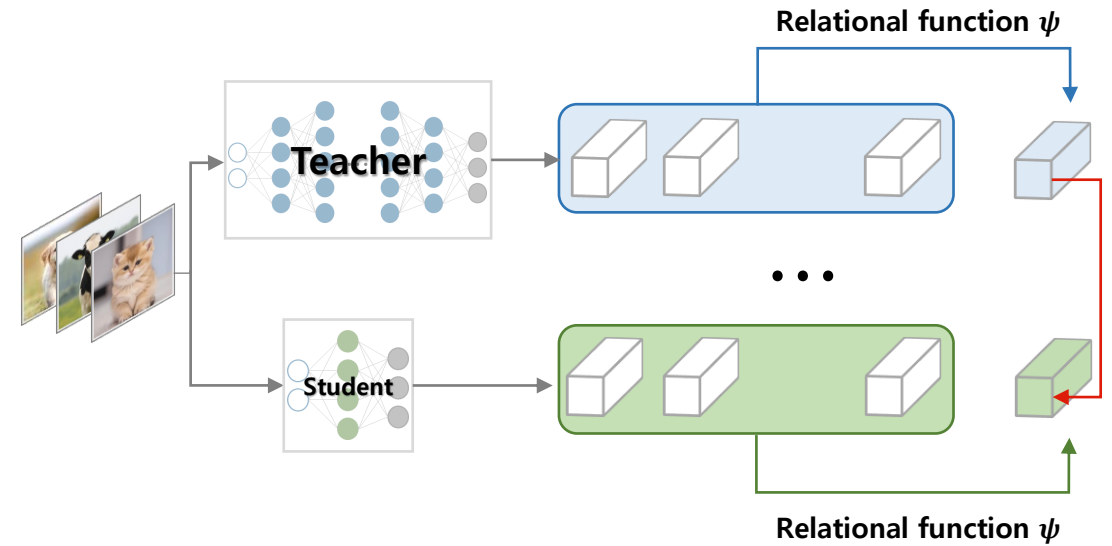 Relational function 𝝍
Teacher
• • •
Student
Relational function 𝝍